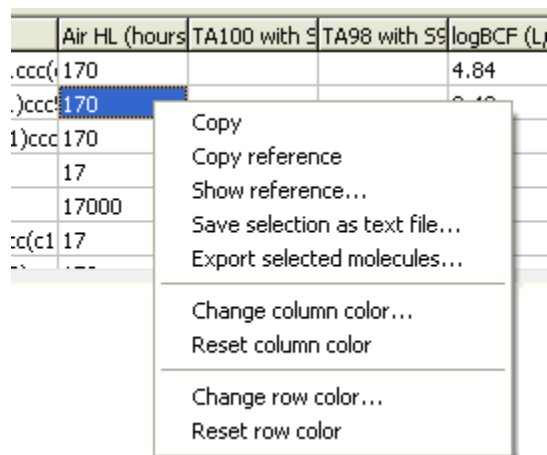 Air HL (hours TA100 with S TA98 with S9 logBCF (L/
.ccc( 170 4.84
.)ccc 170
1)ccc 170
17
17000
cc(c1 17
Copy
Copy reference
Show reference...
Save selection as text file...
Export selected molecules...
Change column color...
Reset column color
Change row color...
Reset row color